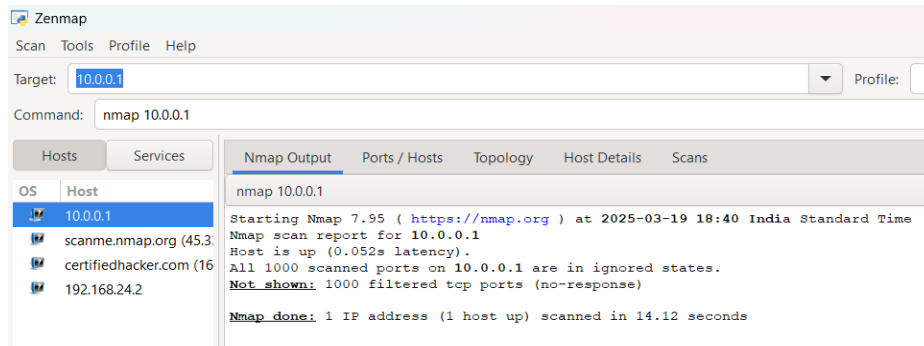 Zenmap
Scan Tools Profile Help
Target: 10.0.0.1 Profile:
Command: nmap 10.0.0.1
Hosts Services
Nmap Output Ports / Hosts Topology Host Details Scans
OS Host
nmap 10.0.0.1
10.0.0.1
scanme.nmap.org (45.3
certifiedhacker.com (16
192.168.24.2
Starting Nmap 7.95 ( https://nmap.org ) at 2025-03-19 18:40 India Standard Time
Nmap scan report for 10.0.0.1
Host is up (0.052s latency).
All 1000 scanned ports on 10.0.0.1 are in ignored states.
Not shown: 1000 filtered tcp ports (no-response)
Nmap done: 1 IP address (1 host up) scanned in 14.12 seconds